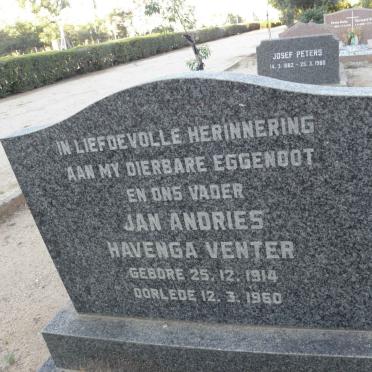 IN LIEFDEVOLLE HERINNERING
AAN MY DIERBARE EGGENOOT
EN ONS VADER
JAN ANDRIES
HAVENGA VENTER
GEBORE 25. 12. 1914
OORLEDE 12. 3. 1960
JOSEF PETERS